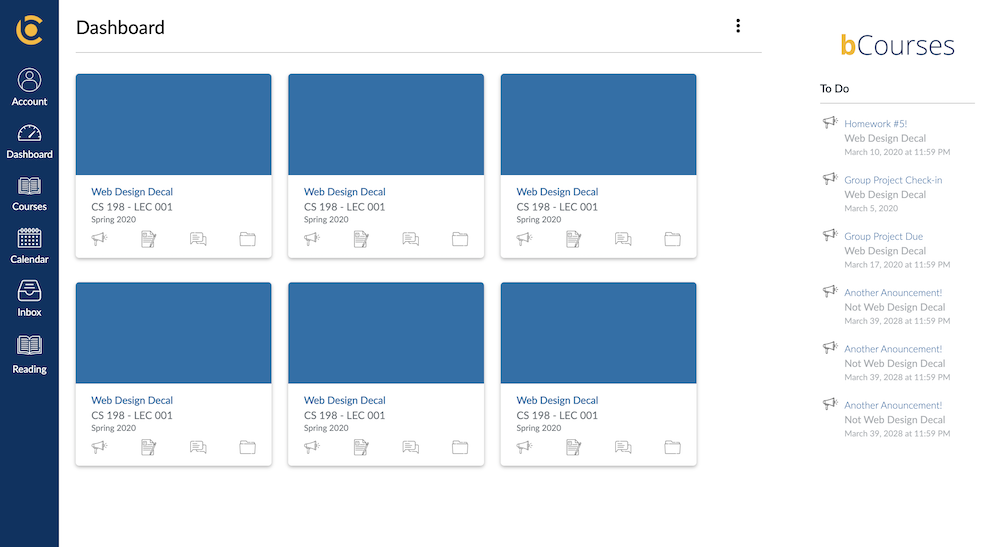 Dashboard
Account
Dashboard
Courses
Calendar
Inbox
Reading
Web Design Decal
CS 198 - LEC 001
Spring 2020
Web Design Decal
CS 198 - LEC 001
Spring 2020
Web Design Decal
CS 198 - LEC 001
Spring 2020
Web Design Decal
CS 198 - LEC 001
Spring 2020
Web Design Decal
CS 198 - LEC 001
Spring 2020
Web Design Decal
CS 198 - LEC 001
Spring 2020
bCourses
To Do
Homework #5!
Web Design Decal
March 10, 2020 at 11:59 PM
Group Project Check-in
Web Design Decal
March 5, 2020
Group Project Due
Web Design Decal
March 17, 2020 at 11:59 PM
Another Anouncement!
Not Web Design Decal
March 39, 2028 at 11:59 PM
Another Anouncement!
Not Web Design Decal
March 39, 2028 at 11:59 PM
Another Anouncement!
Not Web Design Decal
March 39, 2028 at 11:59 PM